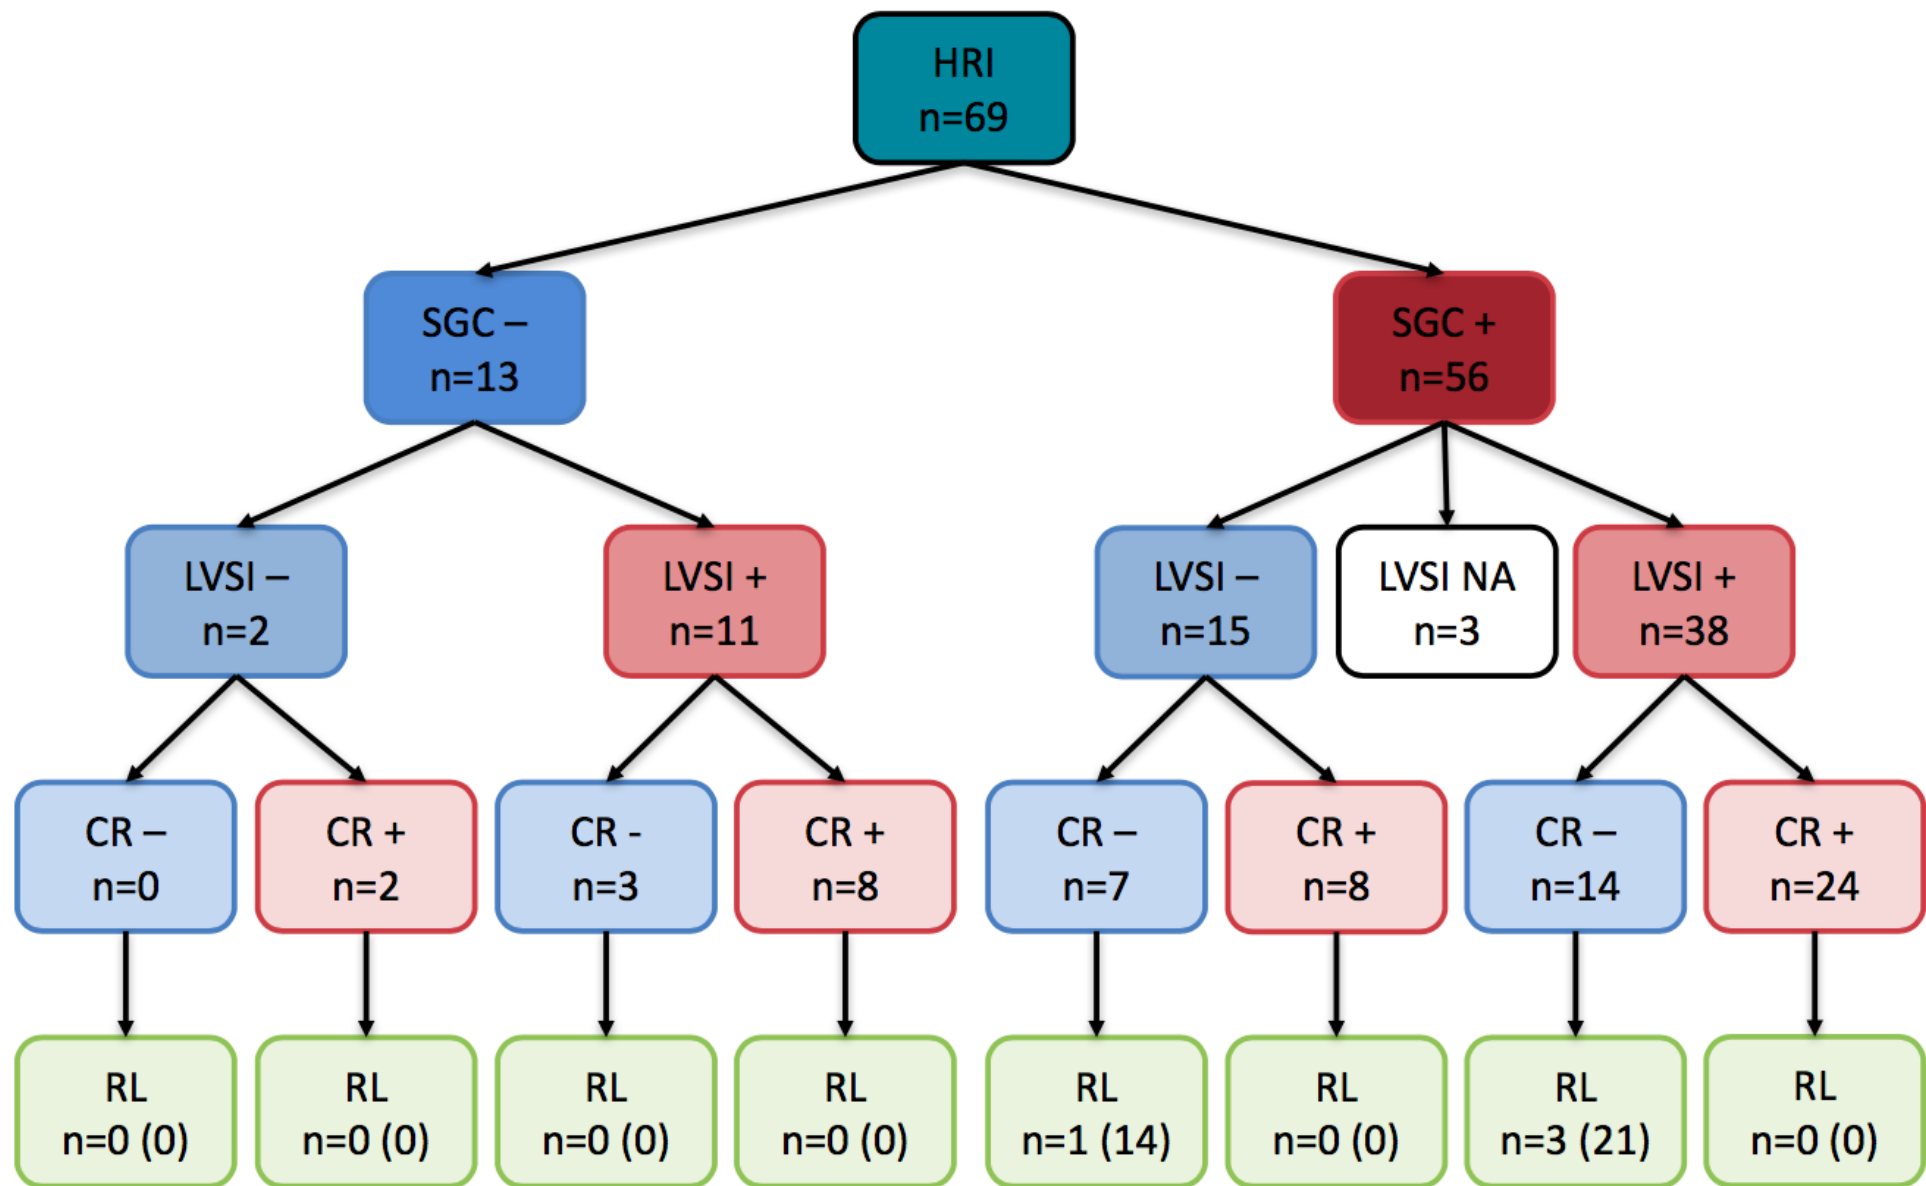 HRI
n=69
SGC –
n=13
SGC +
n=56
LVSI –
n=2
LVSI +
n=11
LVSI –
n=15
LVSI NA
n=3
LVSI +
n=38
CR –
n=0
CR +
n=2
CR -
n=3
CR +
n=8
CR –
n=7
CR +
n=8
CR –
n=14
CR +
n=24
RL
n=0 (0)
RL
n=0 (0)
RL
n=0 (0)
RL
n=0 (0)
RL
n=1 (14)
RL
n=0 (0)
RL
n=3 (21)
RL
n=0 (0)